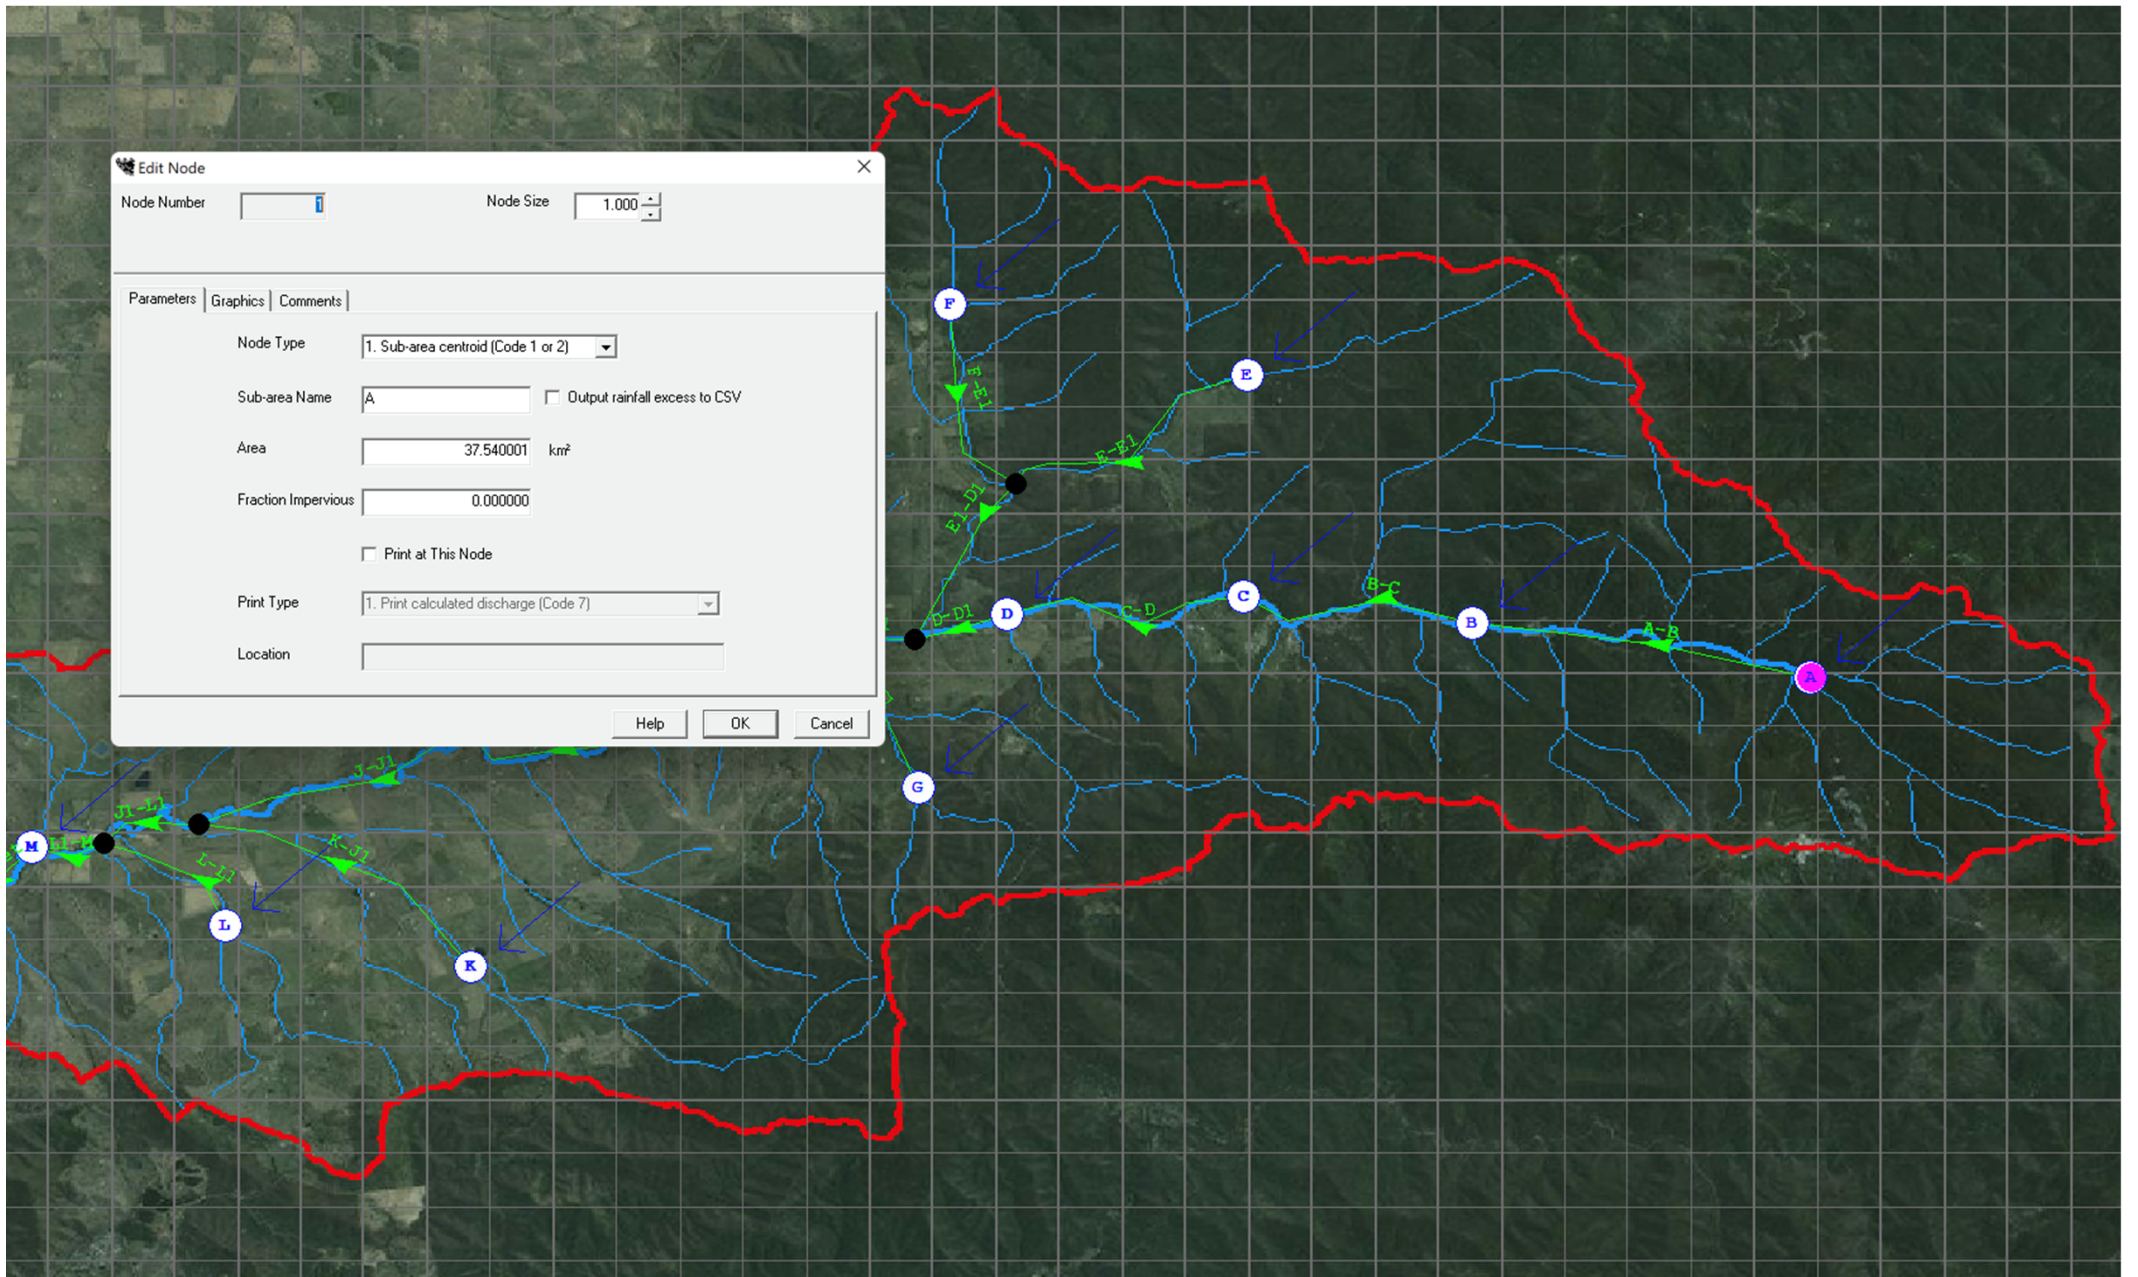 Edit Node
Node Number 1 Node Size 1.000
Parameters Graphics Comments
Node Type 1. Sub-area centroid (Code 1 or 2)
Sub-area Name A Output rainfall excess to CSV
Area 37.540001 km²
Fraction Impervious 0.000000
Print at This Node
Print Type 1. Print calculated discharge (Code 7)
Location
Help OK Cancel
F
F-E1
E
E-E1
E1-D1
D-D1
D
C-D
C
B-C
B
A-B
A
G
J-J1
J1-L1
M
L1-M
K-J1
L-L1
L
K